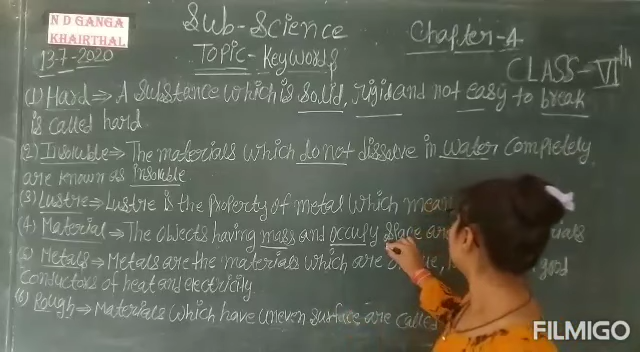 N D GANGA
KHAIRTHAL
Sub-Science
Chapter-4
13-7-2020
TOPIC-Keywords
CLASS-VIth
(1) Hard ⇒ A substance which is solid, rigid and not easy to break
is called hard.
(2) Insoluble ⇒ The materials which do not dissolve in water completely,
are known as insoluble.
(3) Lustre ⇒ Lustre is the property of metal which mean
(4) Material ⇒ The objects having mass and occupy space
(5) Metals ⇒ Metals are the materials which are good
conductors of heat and electricity.
(6) Rough ⇒ Materials which have uneven surface are called
FILMIGO